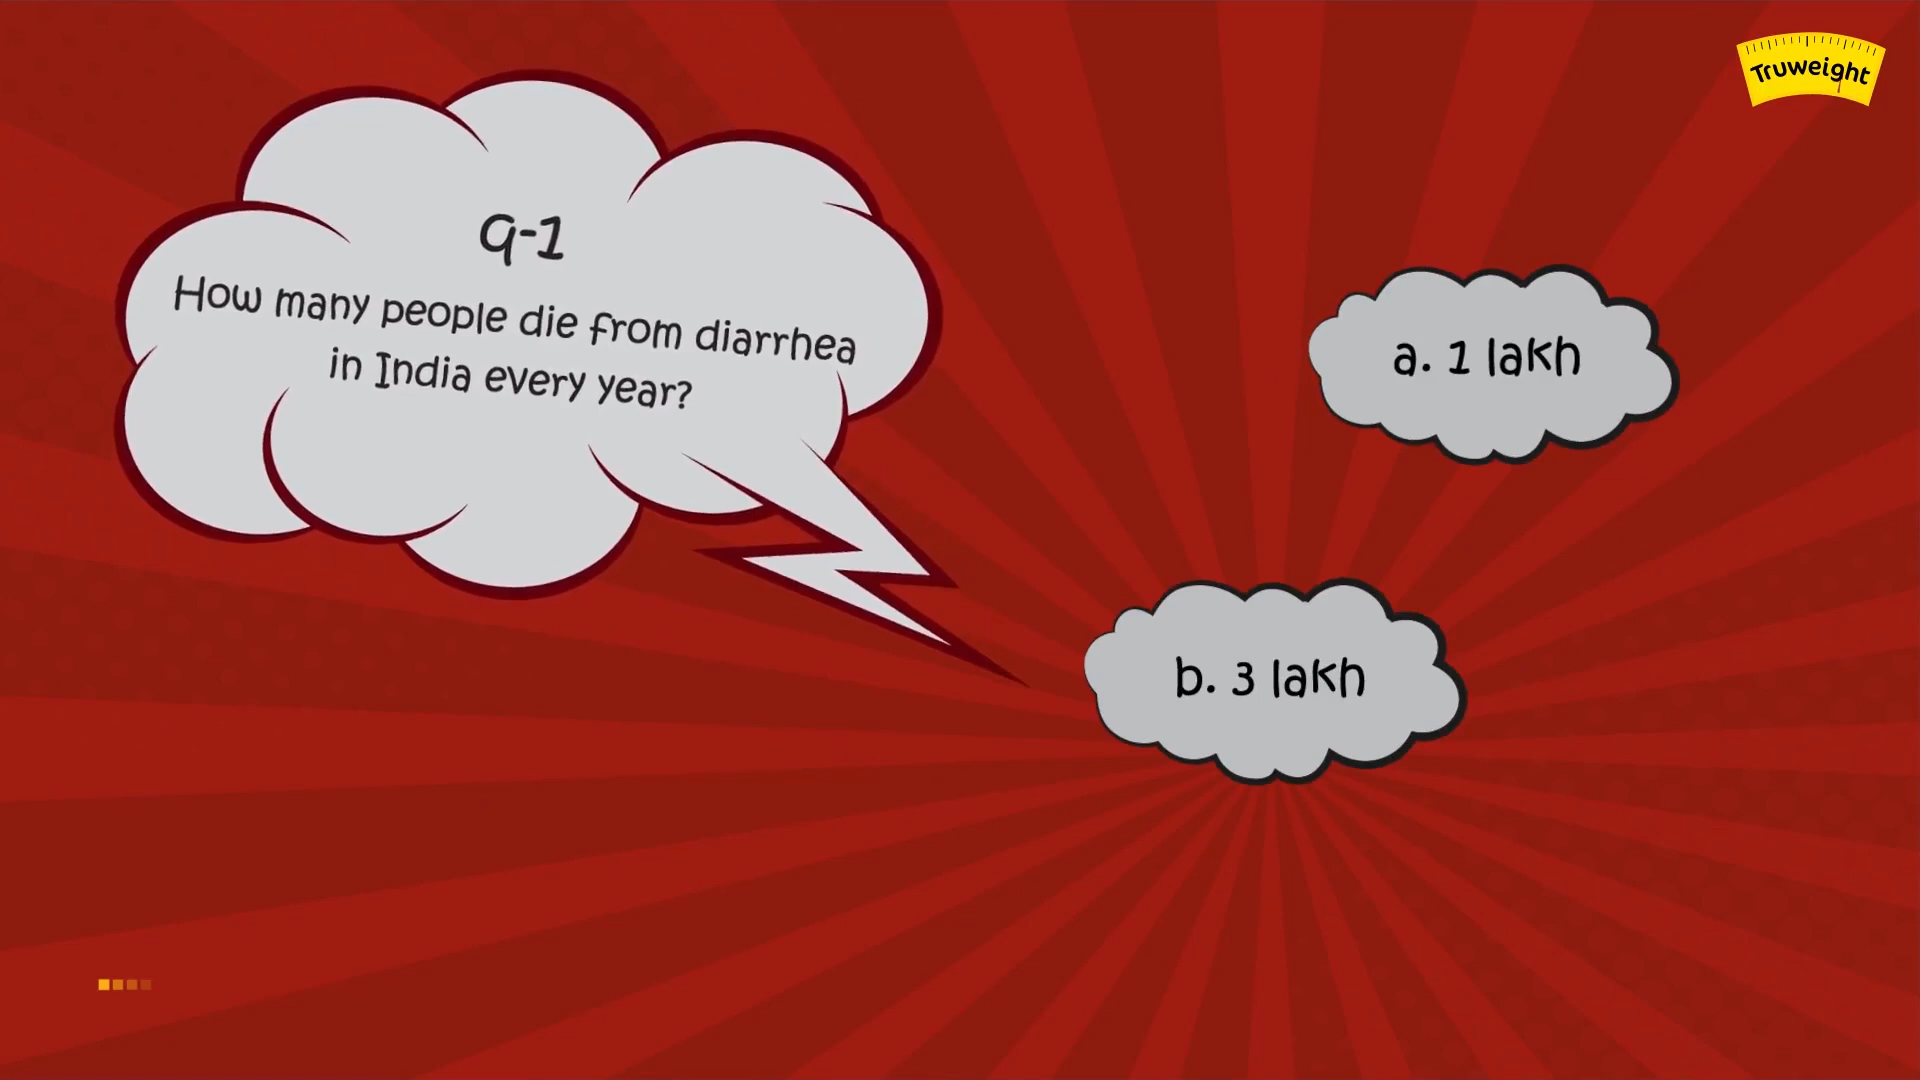 Truweight
Q-1
How many people die from diarrhea
in India every year?
a. 1 lakh
b. 3 lakh